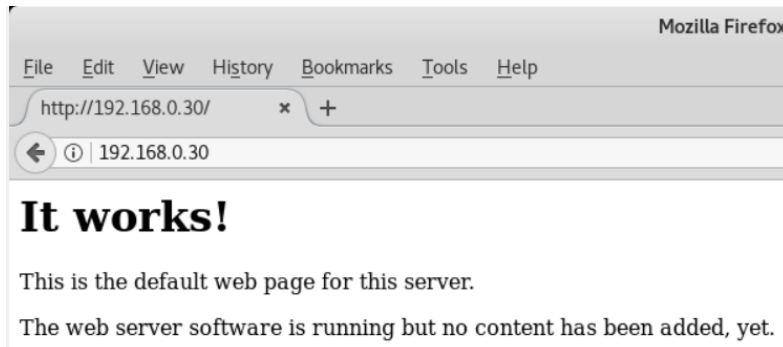 Mozilla Firefox
File Edit View History Bookmarks Tools Help
http://192.168.0.30/ × +
192.168.0.30
It works!
This is the default web page for this server.
The web server software is running but no content has been added, yet.